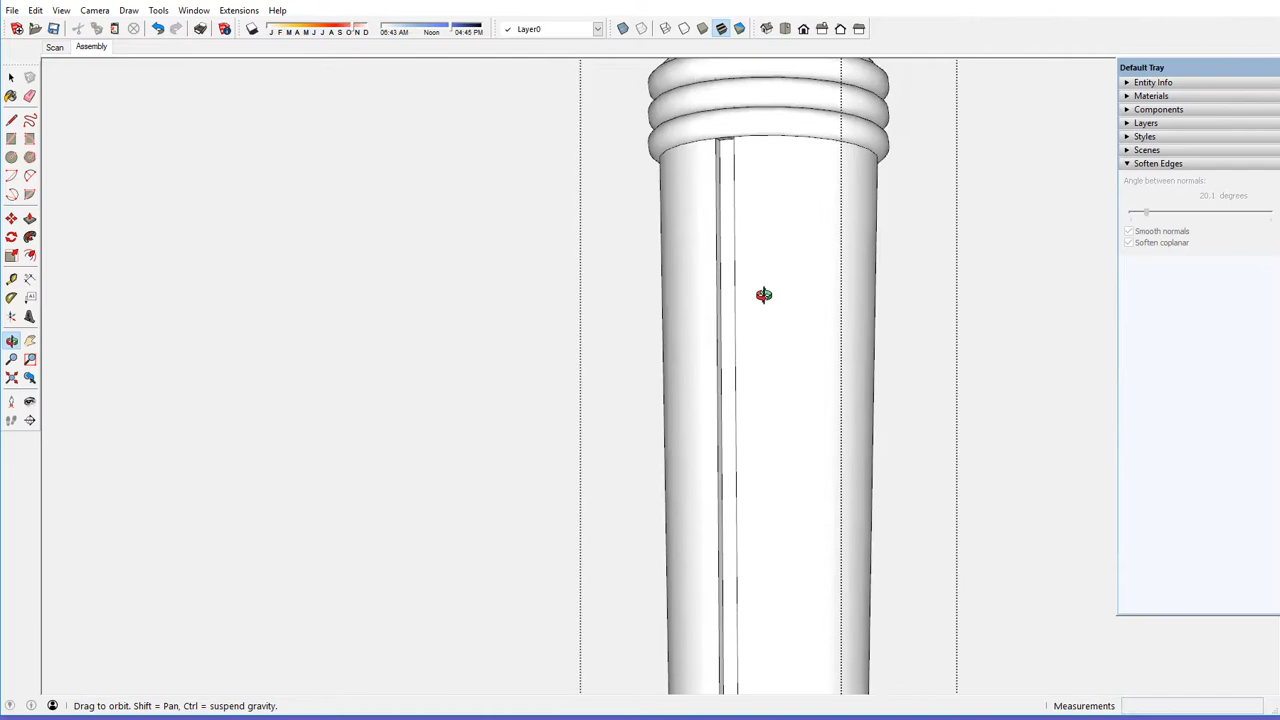 File Edit View Camera Draw Tools Window Extensions Help
J F M A M J J A S O N D 06:43 AM Noon 04:45 PM Layer0
Scan Assembly
Default Tray
Entity Info
Materials
Components
Layers
Styles
Scenes
Soften Edges
Angle between normals:
20.1 degrees
Smooth normals
Soften coplanar
Drag to orbit. Shift = Pan, Ctrl = suspend gravity. Measurements